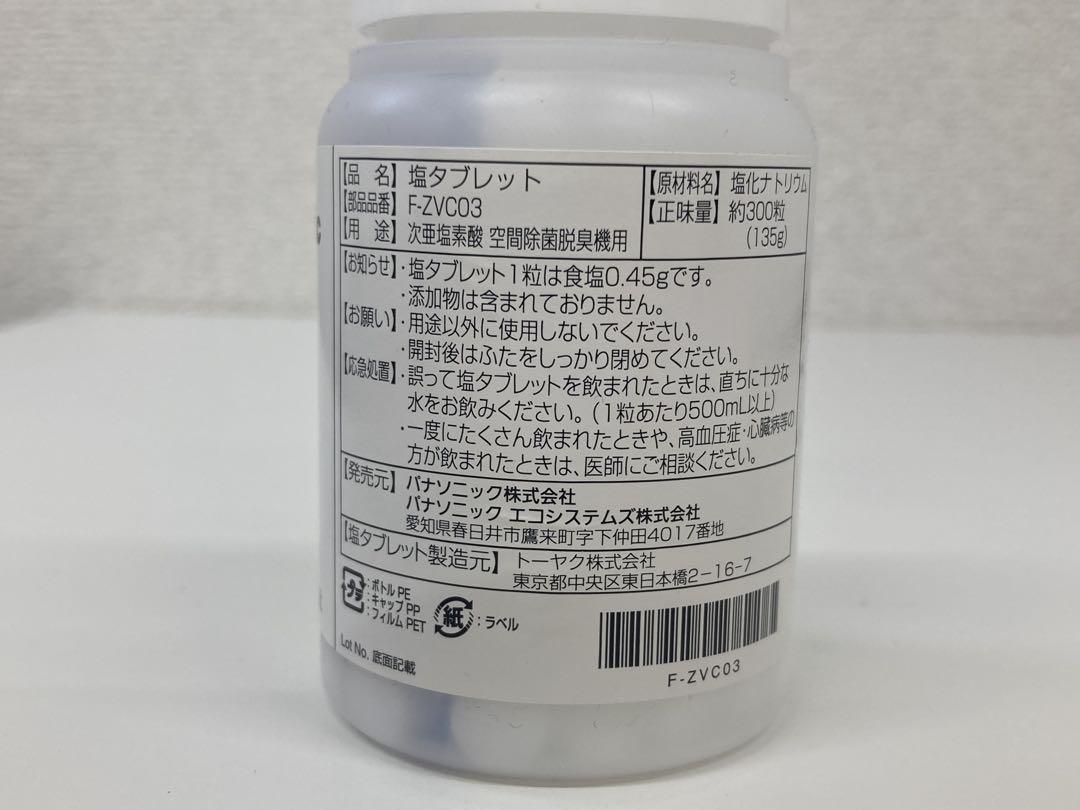 【品 名】塩タブレット
【部品品番】F-ZVC03
【用 途】次亜塩素酸 空間除菌脱臭機用
【原材料名】塩化ナトリウム
【正味量】約300粒
(135g)
【お知らせ】・塩タブレット1粒は食塩0.45gです。
・添加物は含まれておりません。
【お願い】・用途以外に使用しないでください。
・開封後はふたをしっかり閉めてください。
【応急処置】・誤って塩タブレットを飲まれたときは、直ちに十分な
水をお飲みください。(1粒あたり500mL以上)
・一度にたくさん飲まれたときや、高血圧症・心臓病等の
方が飲まれたときは、医師にご相談ください。
【発売元】パナソニック株式会社
パナソニック エコシステムズ株式会社
愛知県春日井市鷹来町字下仲田4017番地
【塩タブレット製造元】トーヤク株式会社
東京都中央区東日本橋2-16-7
プラ
:ボトル PE
:キャップ PP
:フィルム PET
紙:ラベル
Lot No. 底面記載
F-ZVC03